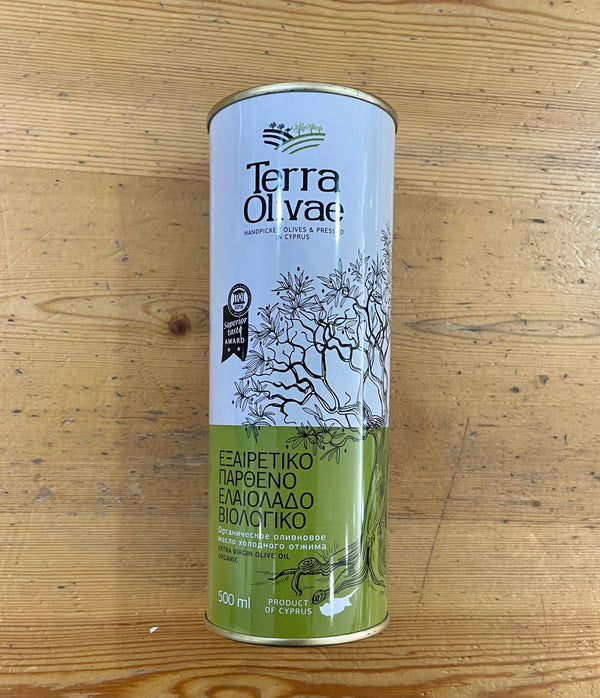 Terra
Olivae
HANDPICKED OLIVES & PRESSED
IN CYPRUS
Superior
taste
AWARD
ΕΞΑΙΡΕΤΙΚΟ
ΠΑΡΘΕΝΟ
ΕΛΑΙΟΛΑΔΟ
ΒΙΟΛΟΓΙΚΟ
Органическое оливковое
масло холодного отжима
EXTRA VIRGIN OLIVE OIL
ORGANIC
500 ml
PRODUCT
OF CYPRUS